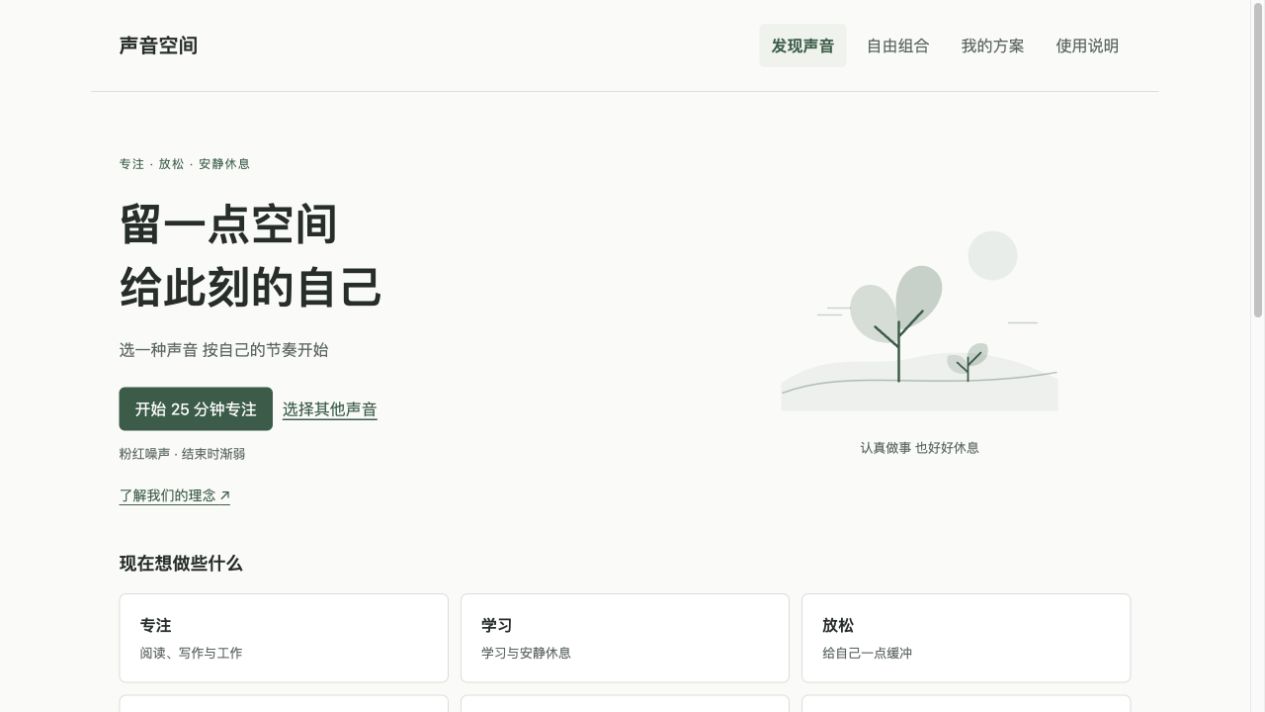 声音空间
发现声音 自由组合 我的方案 使用说明
专注 · 放松 · 安静休息
留一点空间
给此刻的自己
选一种声音 按自己的节奏开始
开始 25 分钟专注 选择其他声音
粉红噪声 · 结束时渐弱
了解我们的理念 ↗
认真做事 也好好休息
现在想做些什么
专注
阅读、写作与工作
学习
学习与安静休息
放松
给自己一点缓冲